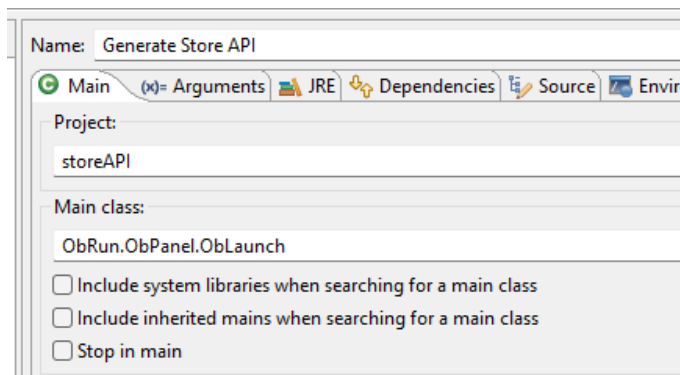 Name: Generate Store API
Main (x)= Arguments JRE Dependencies Source
Project:
storeAPI
Main class:
ObRun.ObPanel.ObLaunch
Include system libraries when searching for a main class
Include inherited mains when searching for a main class
Stop in main